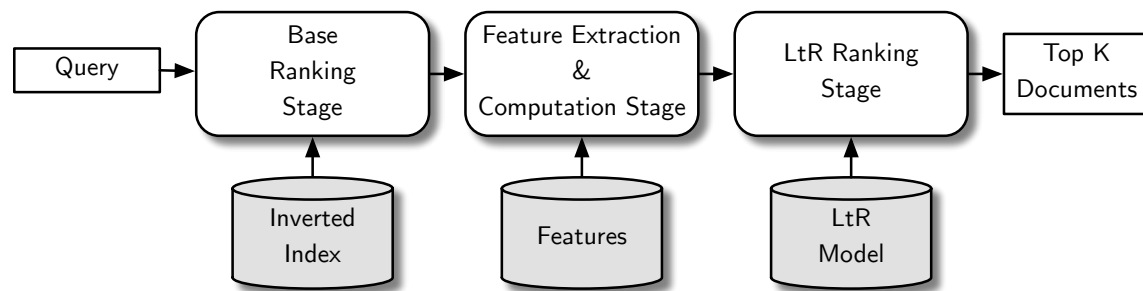 Query
Base
Ranking
Stage
Feature Extraction
&
Computation Stage
LtR Ranking
Stage
Top K
Documents
Inverted
Index
Features
LtR
Model